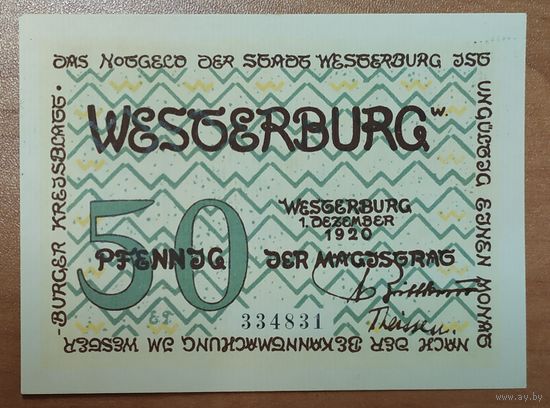 DAS NOTGELD DER STADT WESTERBURG IST
UNGÜLTIG EINEN MONAT
NACH DER BEKANNTMACHUNG IM WESTER
-BURGER KREISBLATT.
WESTERBURG W.
50
PFENNIG
WESTERBURG
1. DEZEMBER
1920
DER MAGISTRAT
334831
Theissen.
www.ay.by